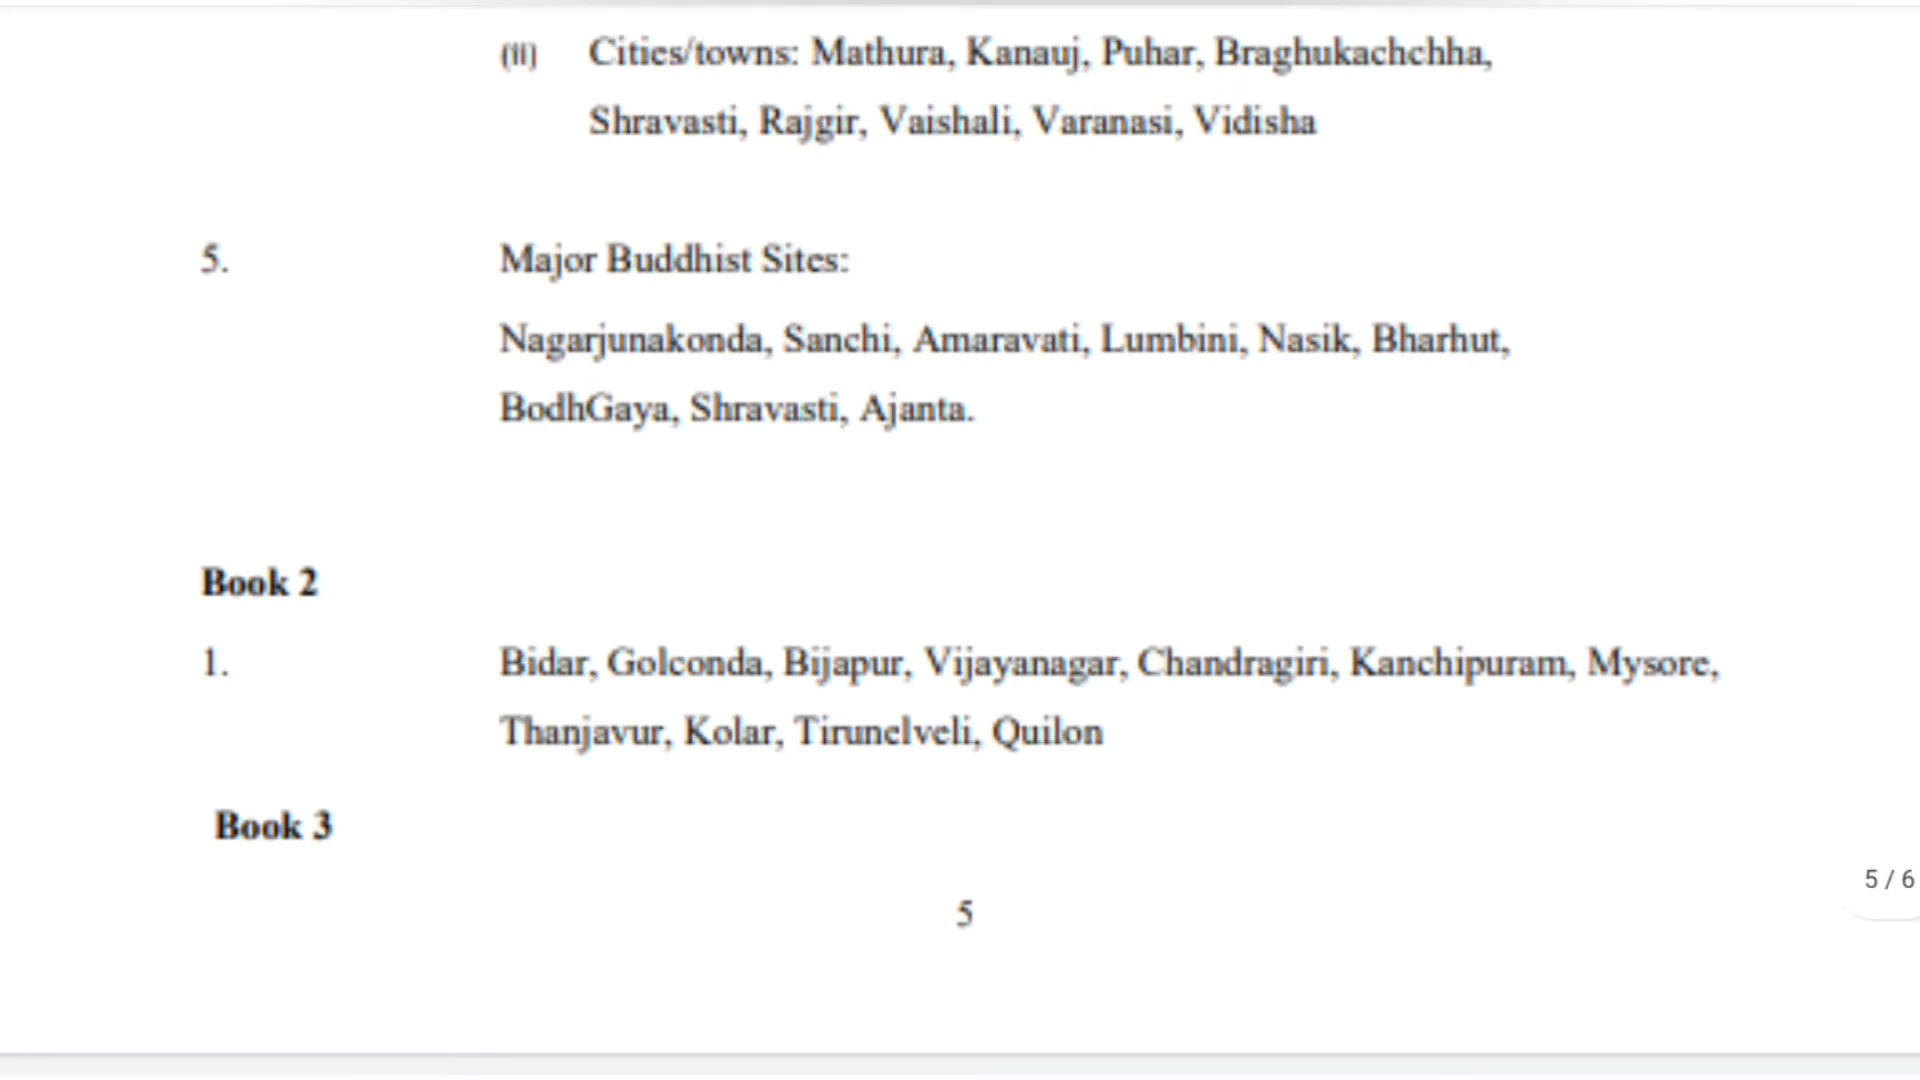 (ii) Cities/towns: Mathura, Kanauj, Puhar, Braghukachchha,
Shravasti, Rajgir, Vaishali, Varanasi, Vidisha
5. Major Buddhist Sites:
Nagarjunakonda, Sanchi, Amaravati, Lumbini, Nasik, Bharhut,
BodhGaya, Shravasti, Ajanta.
Book 2
1. Bidar, Golconda, Bijapur, Vijayanagar, Chandragiri, Kanchipuram, Mysore,
Thanjavur, Kolar, Tirunelveli, Quilon
Book 3
5 / 6
5